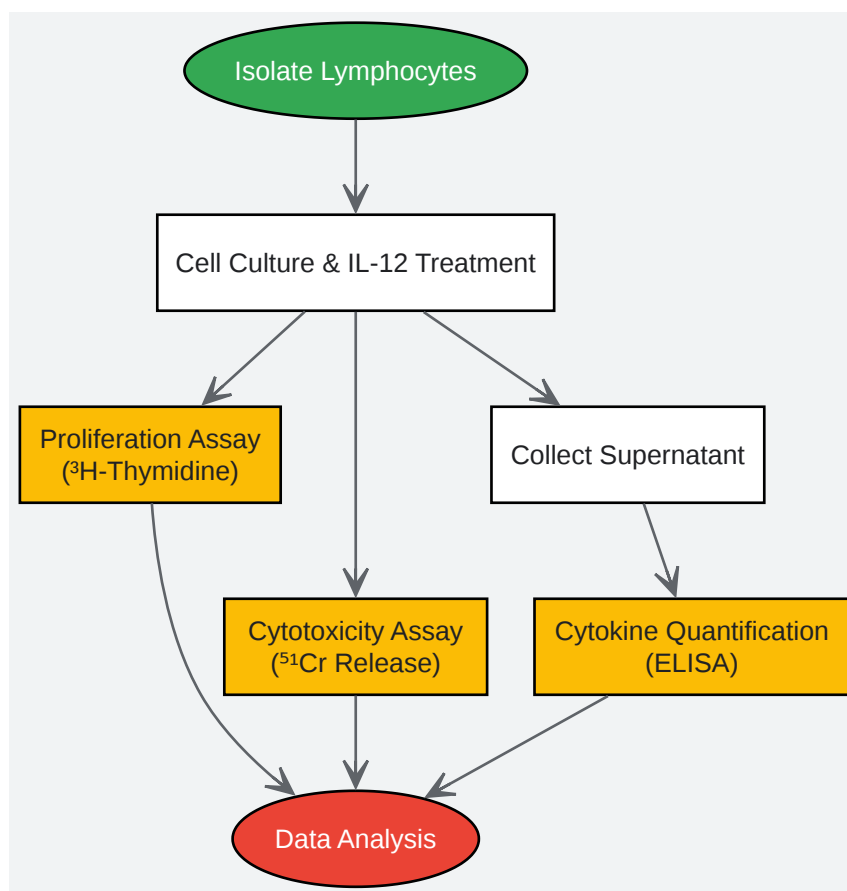 Isolate Lymphocytes
Cell Culture & IL-12 Treatment
Proliferation Assay
(³H-Thymidine)
Collect Supernatant
Cytotoxicity Assay
(⁵¹Cr Release)
Cytokine Quantification
(ELISA)
Data Analysis